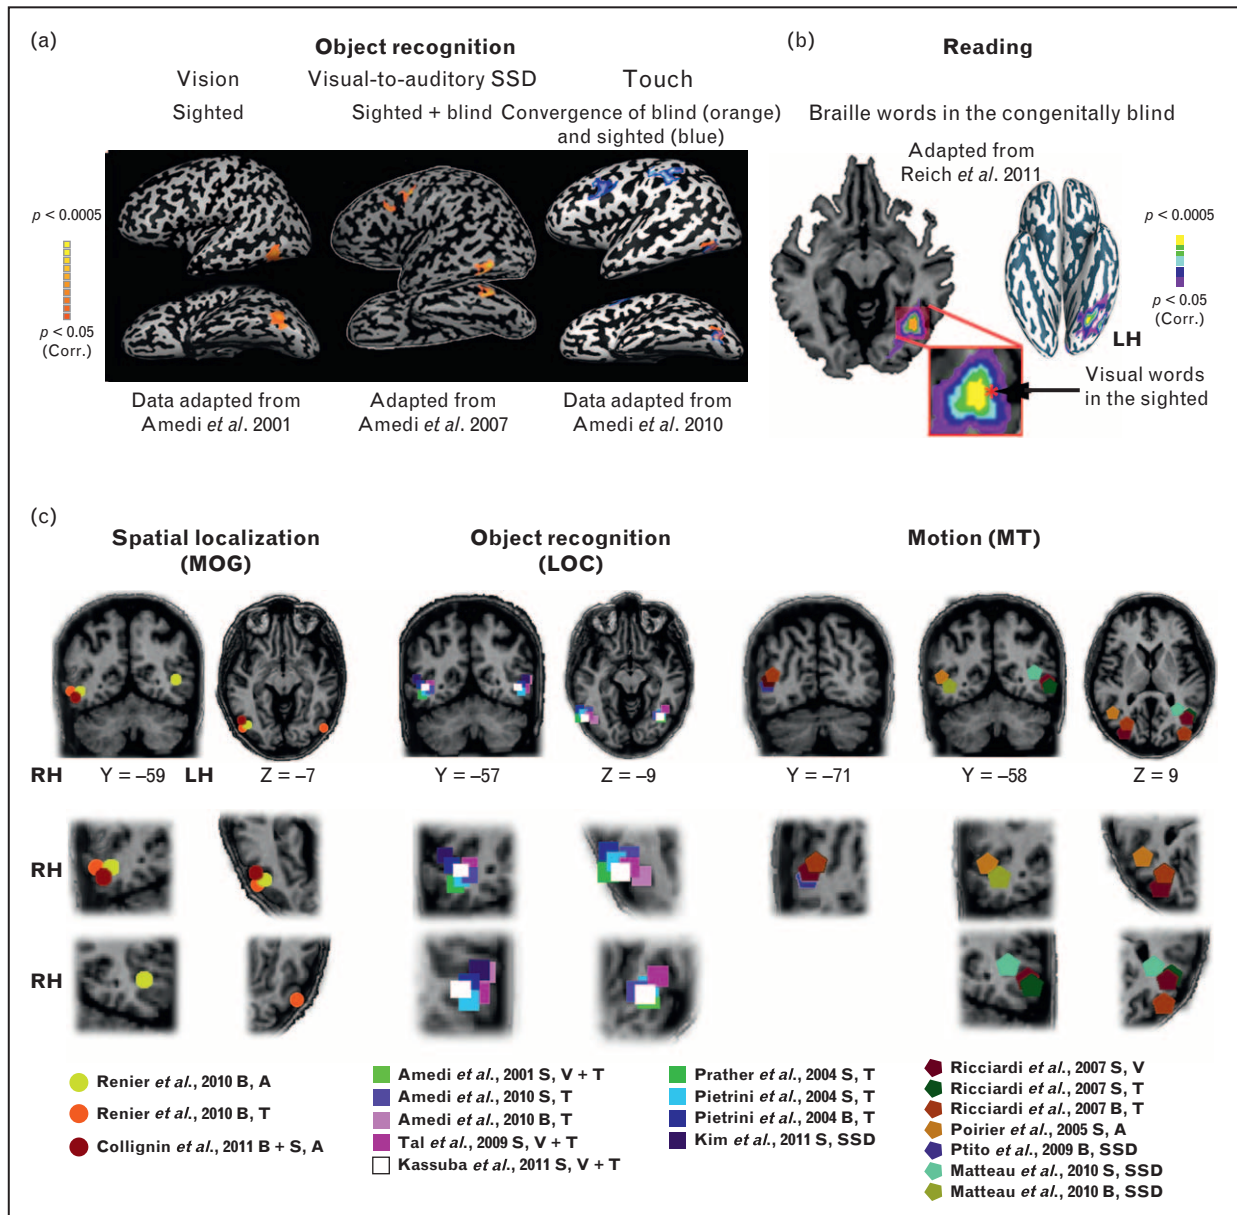 (a)
Object recognition
Vision
Visual-to-auditory SSD
Touch
Sighted
Sighted + blind
Convergence of blind (orange)
and sighted (blue)
p < 0.0005
p < 0.05
(Corr.)
Data adapted from
Amedi et al. 2001
Adapted from
Amedi et al. 2007
Data adapted from
Amedi et al. 2010
(b)
Reading
Braille words in the congenitally blind
Adapted from
Reich et al. 2011
p < 0.0005
p < 0.05
(Corr.)
LH
Visual words
in the sighted
(c)
Spatial localization
(MOG)
Object recognition
(LOC)
Motion (MT)
RH
Y = –59
LH
Z = –7
Y = –57
Z = –9
Y = –71
Y = –58
Z = 9
RH
RH
Renier et al., 2010 B, A
Renier et al., 2010 B, T
Collignin et al., 2011 B + S, A
Amedi et al., 2001 S, V + T
Amedi et al., 2010 S, T
Amedi et al., 2010 B, T
Tal et al., 2009 S, V + T
Kassuba et al., 2011 S, V + T
Prather et al., 2004 S, T
Pietrini et al., 2004 S, T
Pietrini et al., 2004 B, T
Kim et al., 2011 S, SSD
Ricciardi et al., 2007 S, V
Ricciardi et al., 2007 S, T
Ricciardi et al., 2007 B, T
Poirier et al., 2005 S, A
Ptito et al., 2009 B, SSD
Matteau et al., 2010 S, SSD
Matteau et al., 2010 B, SSD